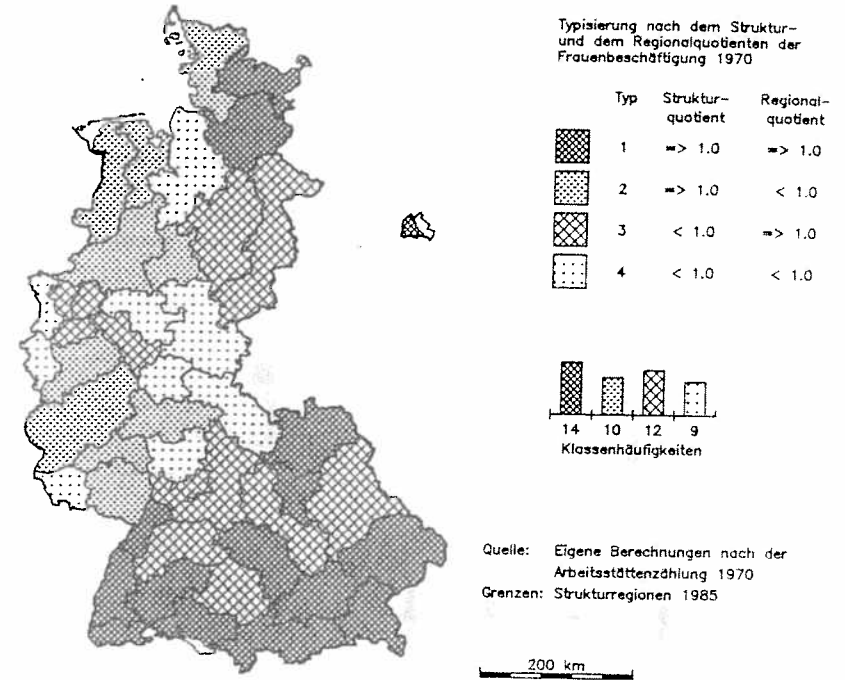 Typisierung nach dem Struktur-
und dem Regionalquotienten der
Frauenbeschäftigung 1970
Typ Struktur- Regional-
quotient quotient
1 => 1.0 => 1.0
2 => 1.0 < 1.0
3 < 1.0 => 1.0
4 < 1.0 < 1.0
14 10 12 9
Klassenhäufigkeiten
Quelle: Eigene Berechnungen nach der
Arbeitsstättenzählung 1970
Grenzen: Strukturregionen 1985
200 km